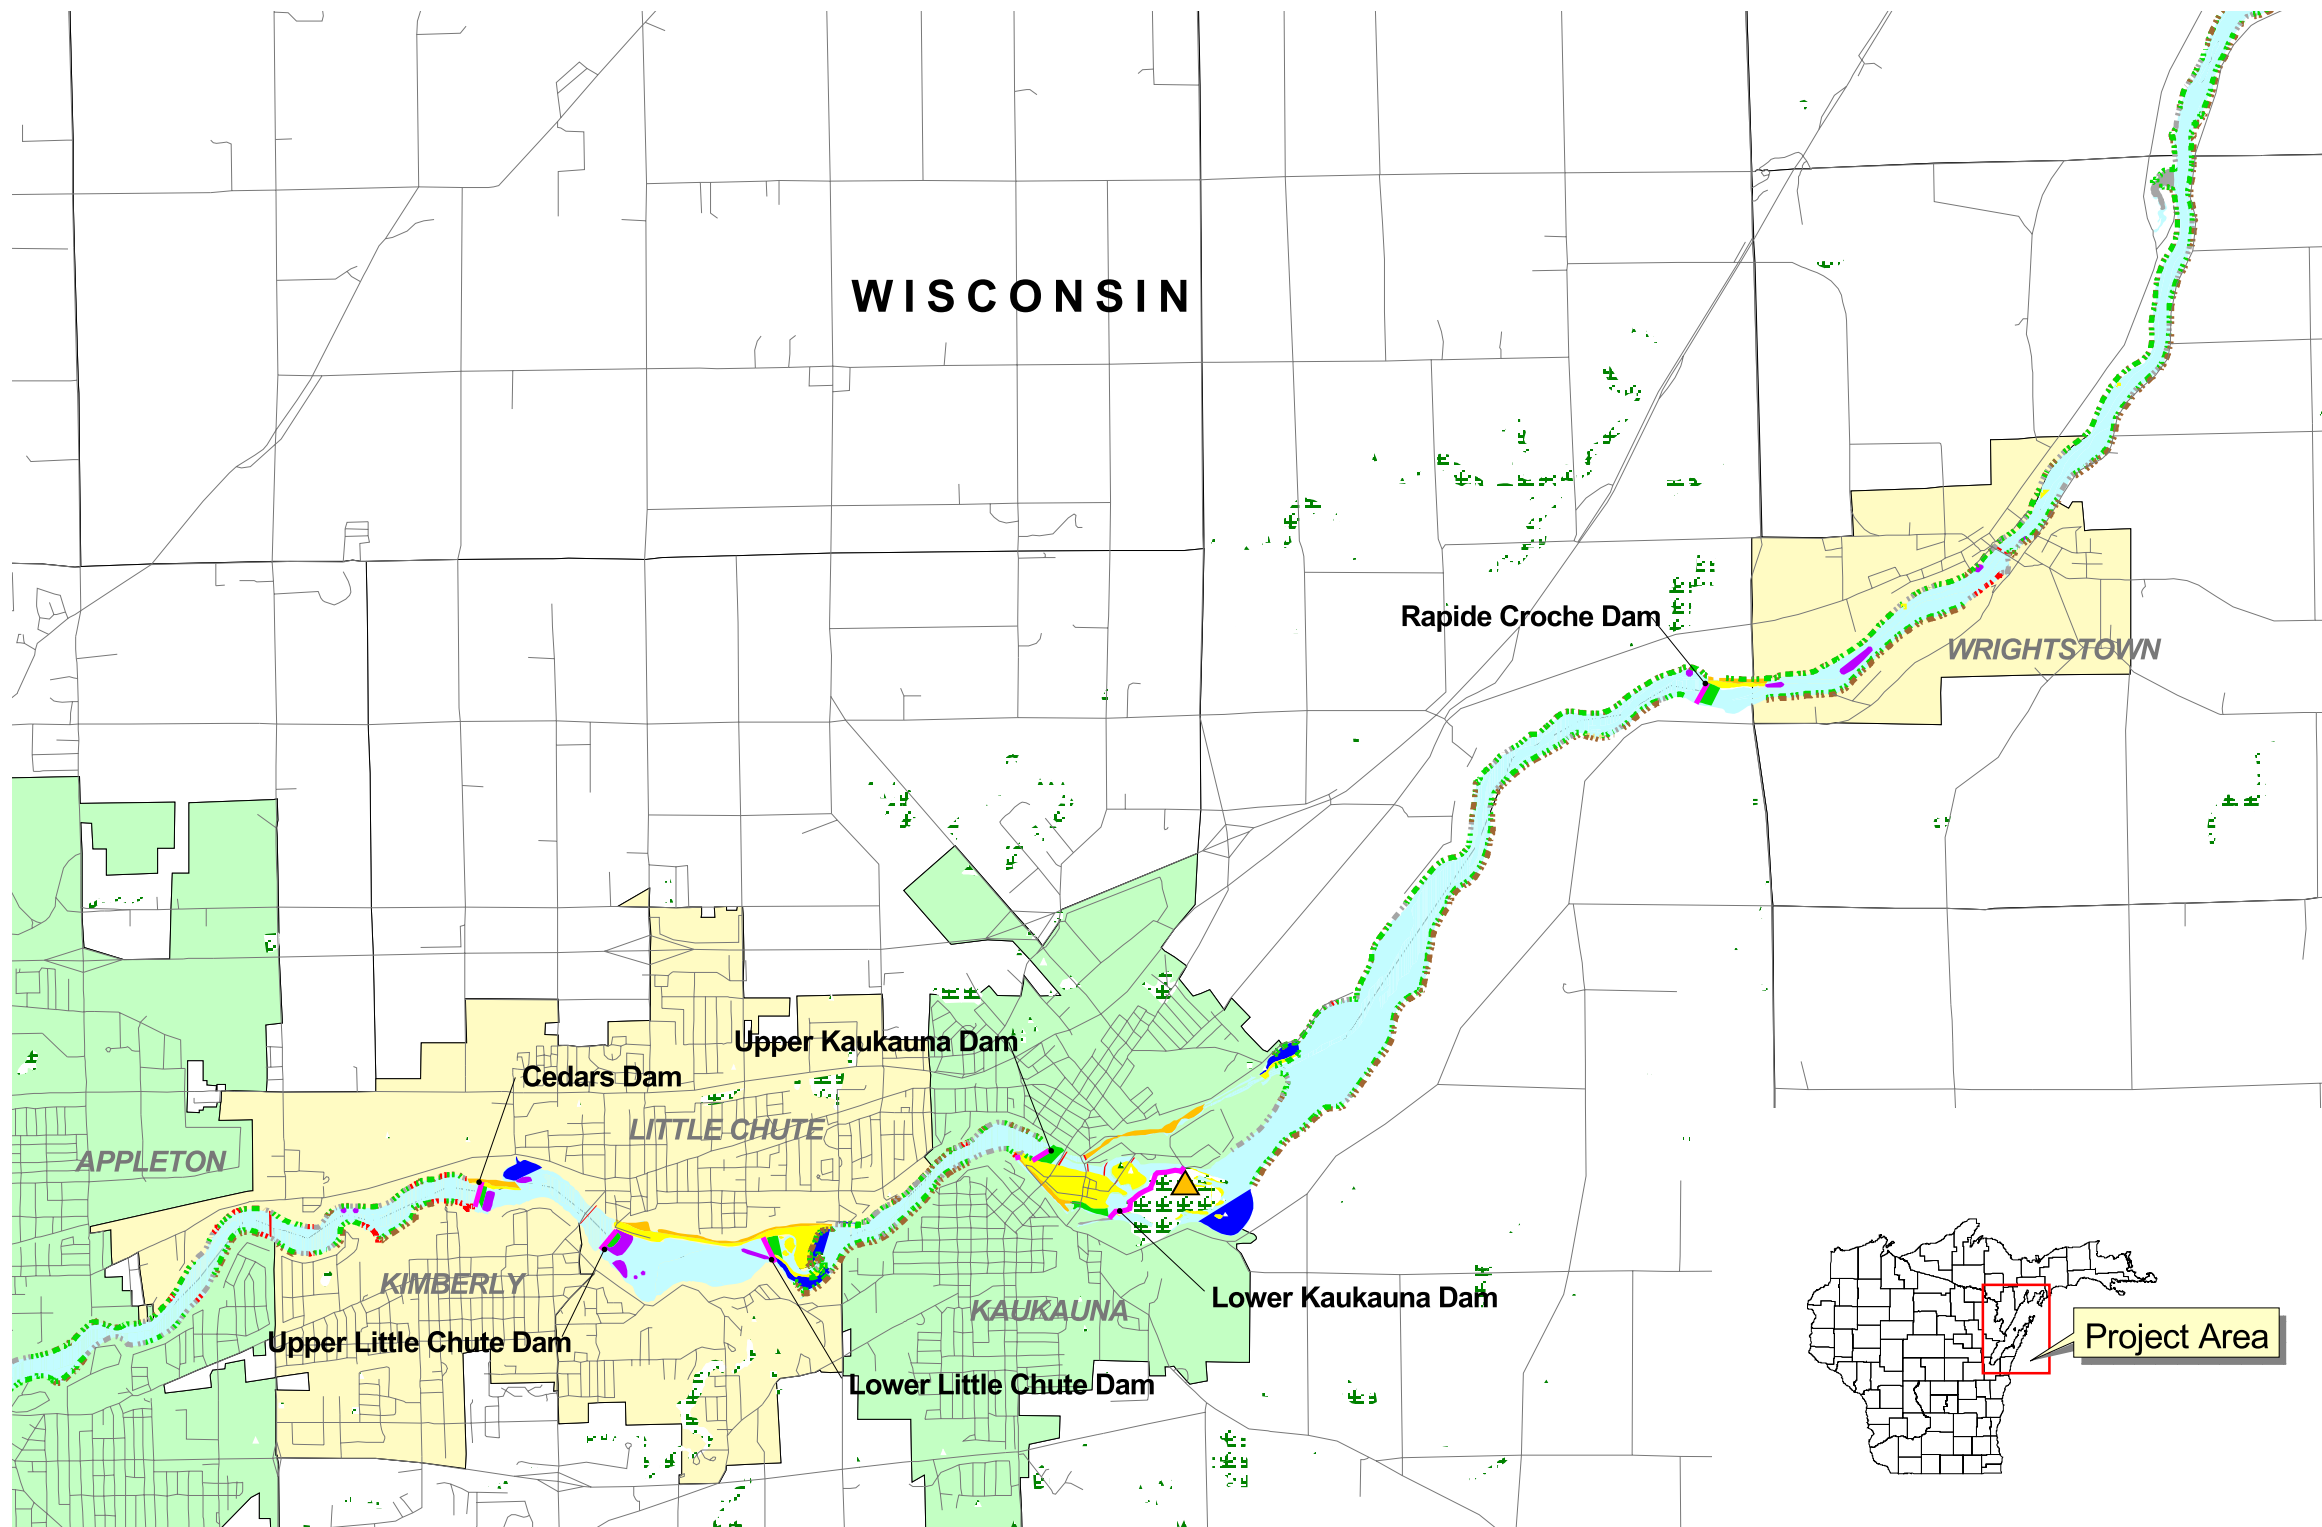 WISCONSIN
Rapide Croche Dam
WRIGHTSTOWN
Upper Kaukauna Dam
Cedars Dam
LITTLE CHUTE
APPLETON
KIMBERLY
Lower Kaukauna Dam
KAUKAUNA
Upper Little Chute Dam
Project Area
Lower Little Chute Dam